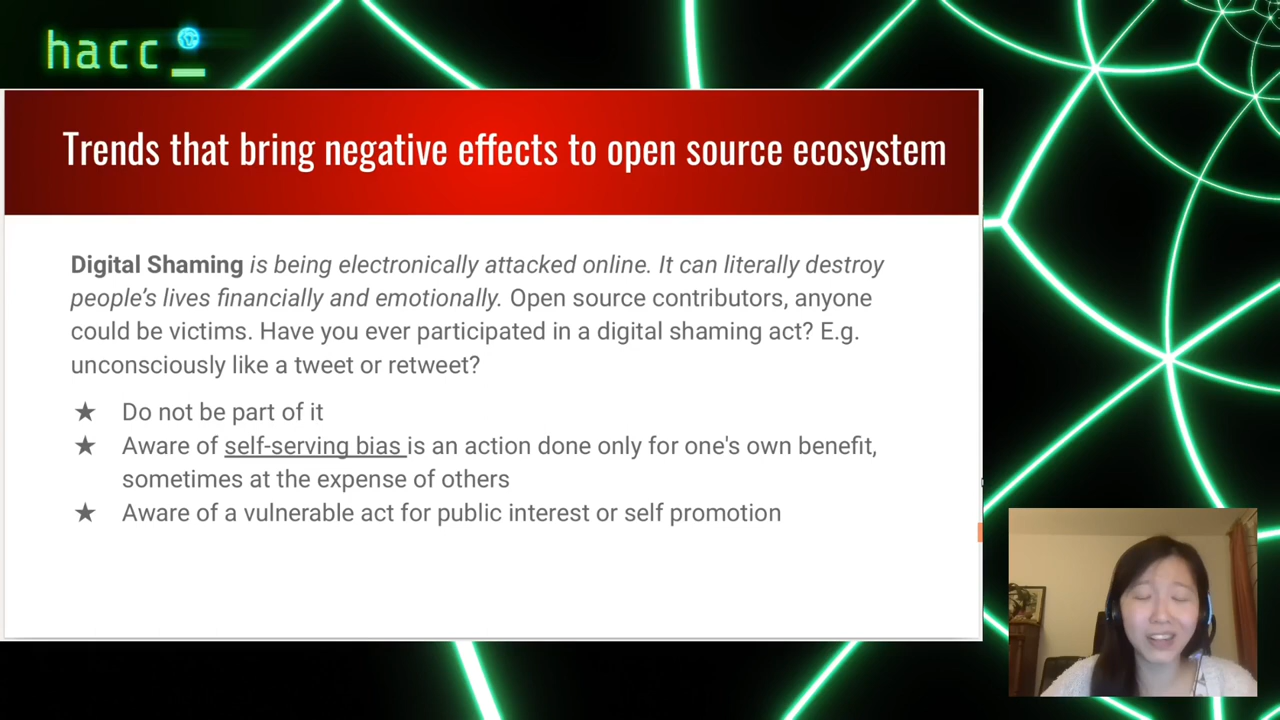 hacc_
Trends that bring negative effects to open source ecosystem
Digital Shaming is being electronically attacked online. It can literally destroy
people’s lives financially and emotionally. Open source contributors, anyone
could be victims. Have you ever participated in a digital shaming act? E.g.
unconsciously like a tweet or retweet?
★ Do not be part of it
★ Aware of self-serving bias is an action done only for one's own benefit,
sometimes at the expense of others
★ Aware of a vulnerable act for public interest or self promotion